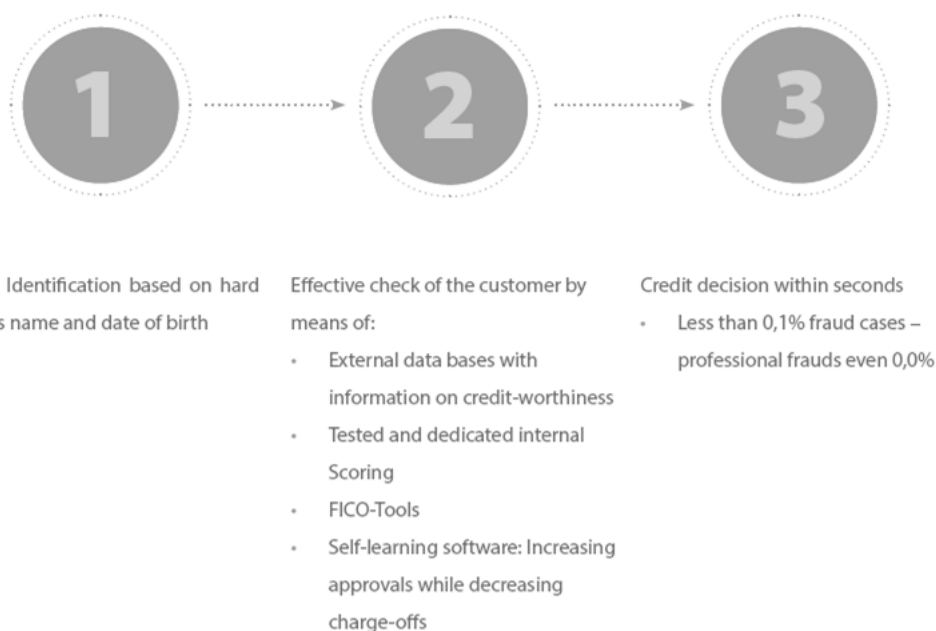 1
2
3
Identification based on hard
s name and date of birth
Effective check of the customer by
means of:
• External data bases with
information on credit-worthiness
• Tested and dedicated internal
Scoring
• FICO-Tools
• Self-learning software: Increasing
approvals while decreasing
charge-offs
Credit decision within seconds
• Less than 0,1% fraud cases –
professional frauds even 0,0%